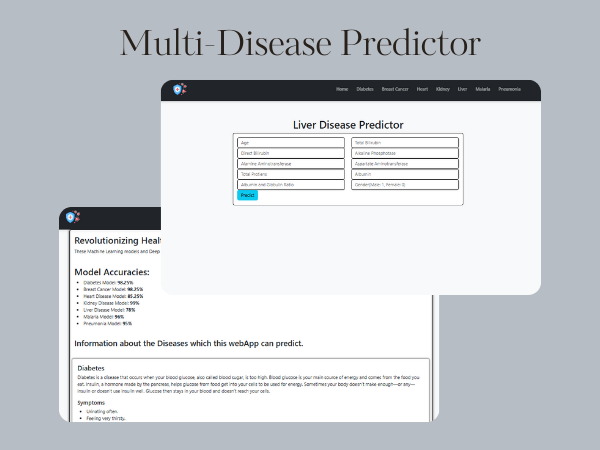 Multi-Disease Predictor
Home Diabetes Breast Cancer Heart Kidney Liver Malaria Pneumonia
Liver Disease Predictor
Age Total Bilirubin
Direct Bilirubin Alkaline Phosphotase
Alamine Aminotransferase Aspartate Aminotransferase
Total Protiens Albumin
Albumin and Globulin Ratio Gender(Male: 1, Female: 0)
Predict
Revolutionizing Heal
These Machine Learning models and Deep
Model Accuracies:
Diabetes Model: 98.25%
Breast Cancer Model: 98.25%
Heart Disease Model: 85.25%
Kidney Disease Model: 99%
Liver Disease Model: 78%
Malaria Model: 96%
Pneumonia Model: 95%
Information about the Diseases which this webApp can predict.
Diabetes
Diabetes is a disease that occurs when your blood glucose, also called blood sugar, is too high. Blood glucose is your main source of energy and comes from the food you
eat. Insulin, a hormone made by the pancreas, helps glucose from food get into your cells to be used for energy. Sometimes your body doesn't make enough—or any—
insulin or doesn't use insulin well. Glucose then stays in your blood and doesn't reach your cells.
Symptoms
Urinating often.
Feeling very thirsty.